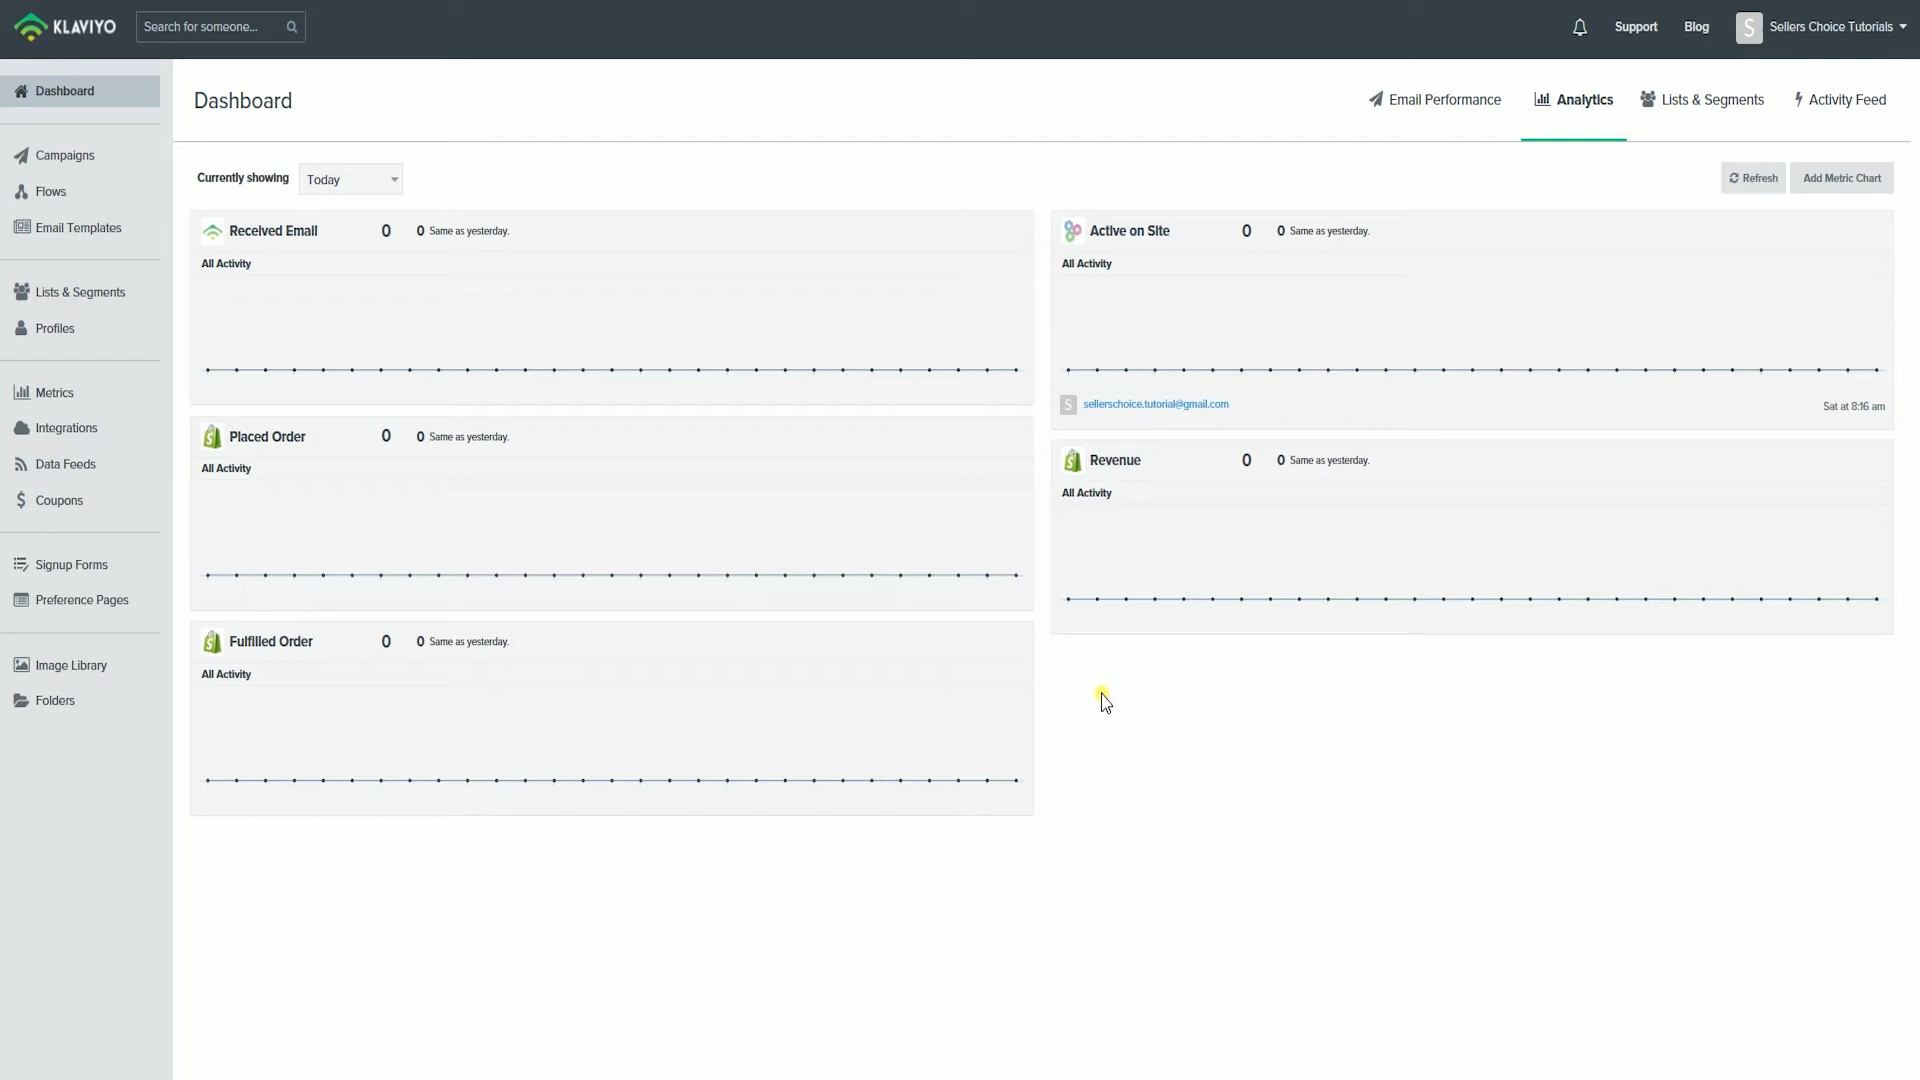 KLAVIYO
Search for someone...
Support
Blog
S
Sellers Choice Tutorials
Dashboard
Campaigns
Flows
Email Templates
Lists & Segments
Profiles
Metrics
Integrations
Data Feeds
Coupons
Signup Forms
Preference Pages
Image Library
Folders
Dashboard
Email Performance
Analytics
Lists & Segments
Activity Feed
Currently showing
Today
Refresh
Add Metric Chart
Received Email 0 0 Same as yesterday.
All Activity
Placed Order 0 0 Same as yesterday.
All Activity
Fulfilled Order 0 0 Same as yesterday.
All Activity
Active on Site 0 0 Same as yesterday.
All Activity
S sellerschoice.tutorial@gmail.com Sat at 8:16 am
Revenue 0 0 Same as yesterday.
All Activity